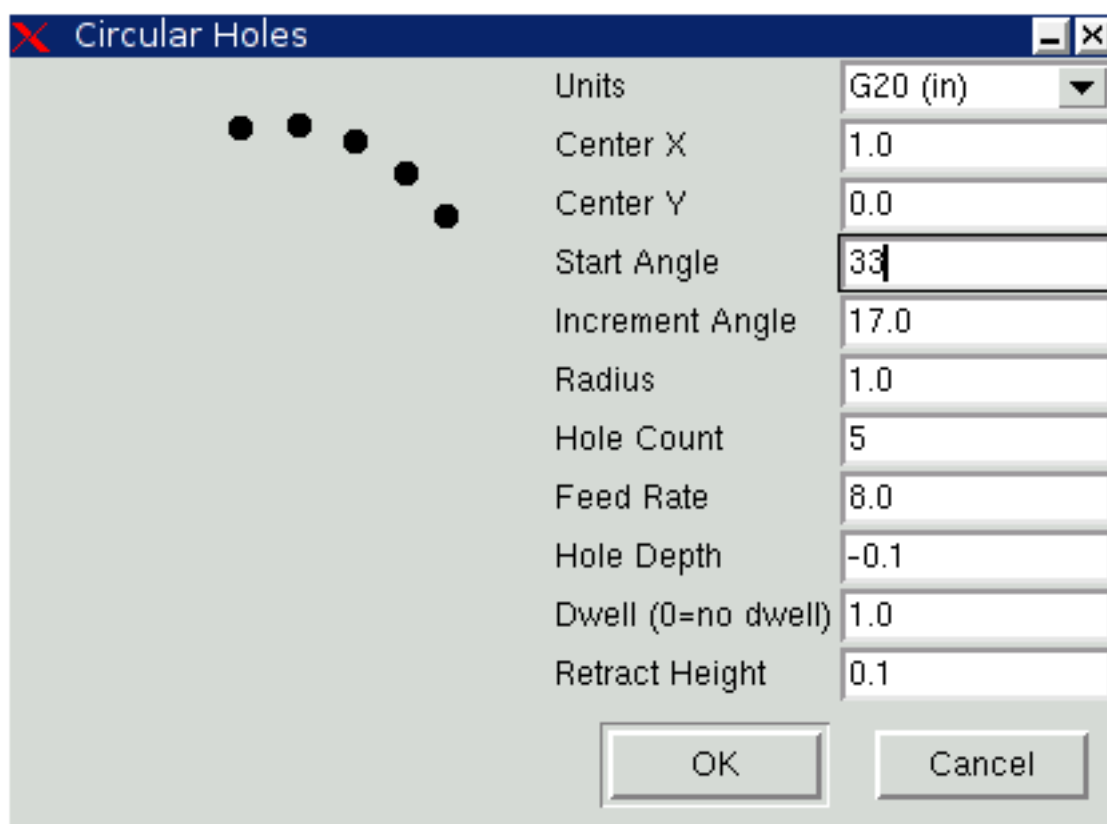 Circular Holes
Units G20 (in)
Center X 1.0
Center Y 0.0
Start Angle 33
Increment Angle 17.0
Radius 1.0
Hole Count 5
Feed Rate 8.0
Hole Depth -0.1
Dwell (0=no dwell) 1.0
Retract Height 0.1
OK Cancel